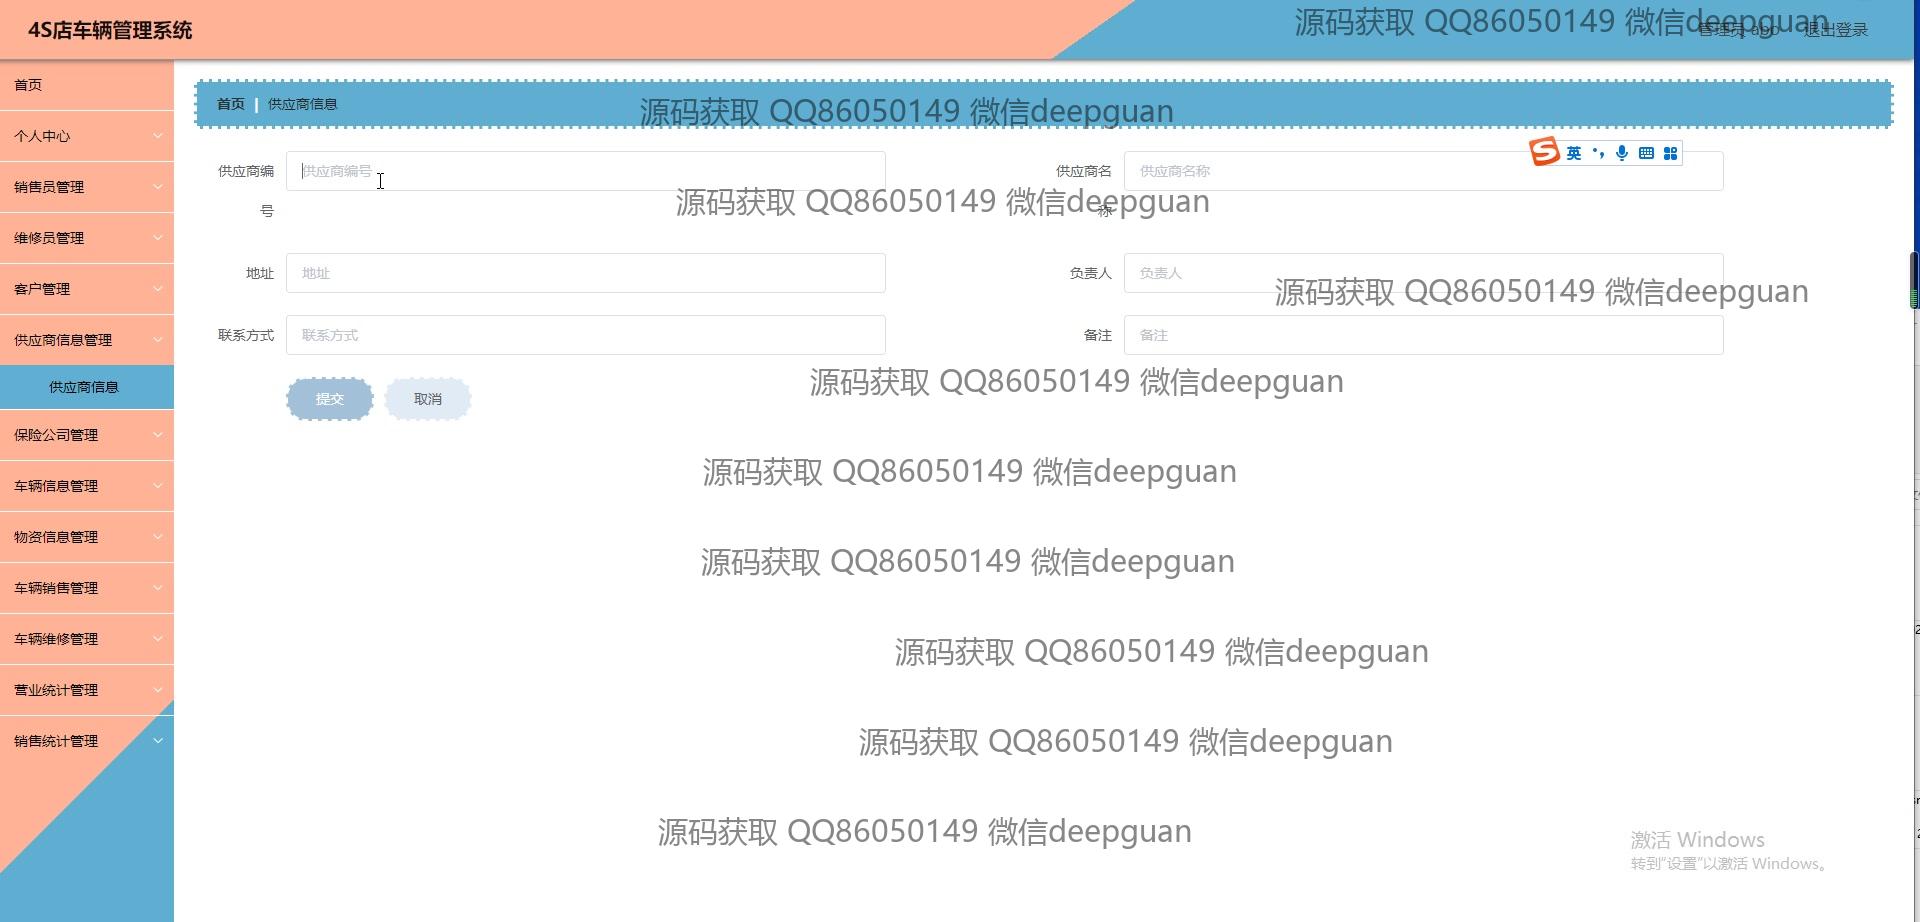 4S店车辆管理系统
源码获取 QQ86050149 微信deepguan
管理员 abo
退出登录
首页
个人中心
销售员管理
维修员管理
客户管理
供应商信息管理
供应商信息
保险公司管理
车辆信息管理
物资信息管理
车辆销售管理
车辆维修管理
营业统计管理
销售统计管理
首页 | 供应商信息
源码获取 QQ86050149 微信deepguan
供应商编号
供应商编号
供应商名称
供应商名称
英
源码获取 QQ86050149 微信deepguan
地址
地址
负责人
负责人
源码获取 QQ86050149 微信deepguan
联系方式
联系方式
备注
备注
提交
取消
源码获取 QQ86050149 微信deepguan
源码获取 QQ86050149 微信deepguan
源码获取 QQ86050149 微信deepguan
源码获取 QQ86050149 微信deepguan
源码获取 QQ86050149 微信deepguan
源码获取 QQ86050149 微信deepguan
激活 Windows
转到"设置"以激活 Windows。